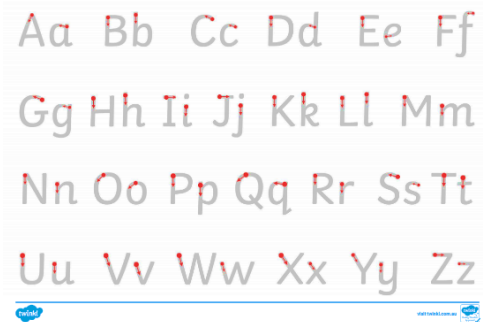 Aa Bb Cc Dd Ee Ff
Gg Hh Ii Jj Kk Ll Mm
Nn Oo Pp Qq Rr Ss Tt
Uu Vv Ww Xx Yy Zz
twinkl visit twinkl.com.au